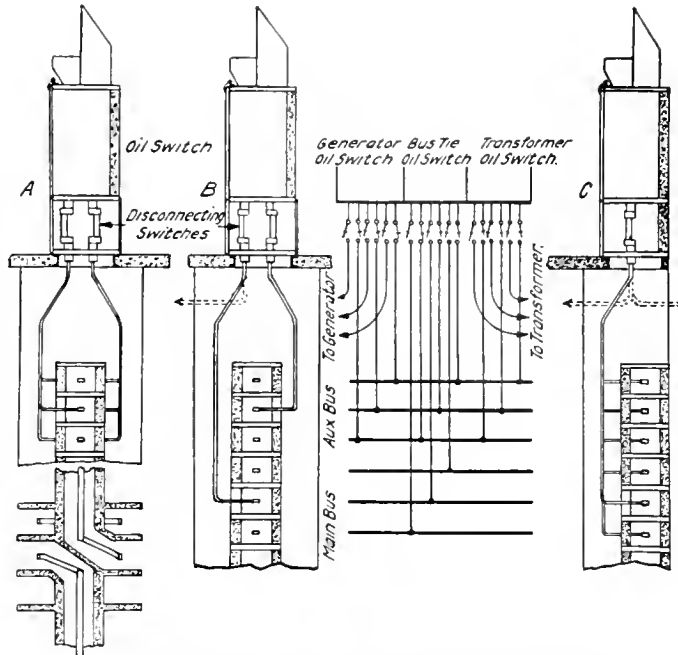 Oil Switch
A
B
C
Disconnecting
Switches
Generator Bus Tie Transformer
Oil Switch Oil Switch Oil Switch.
To Generator
To Transformer.
Aux Bus
Main Bus